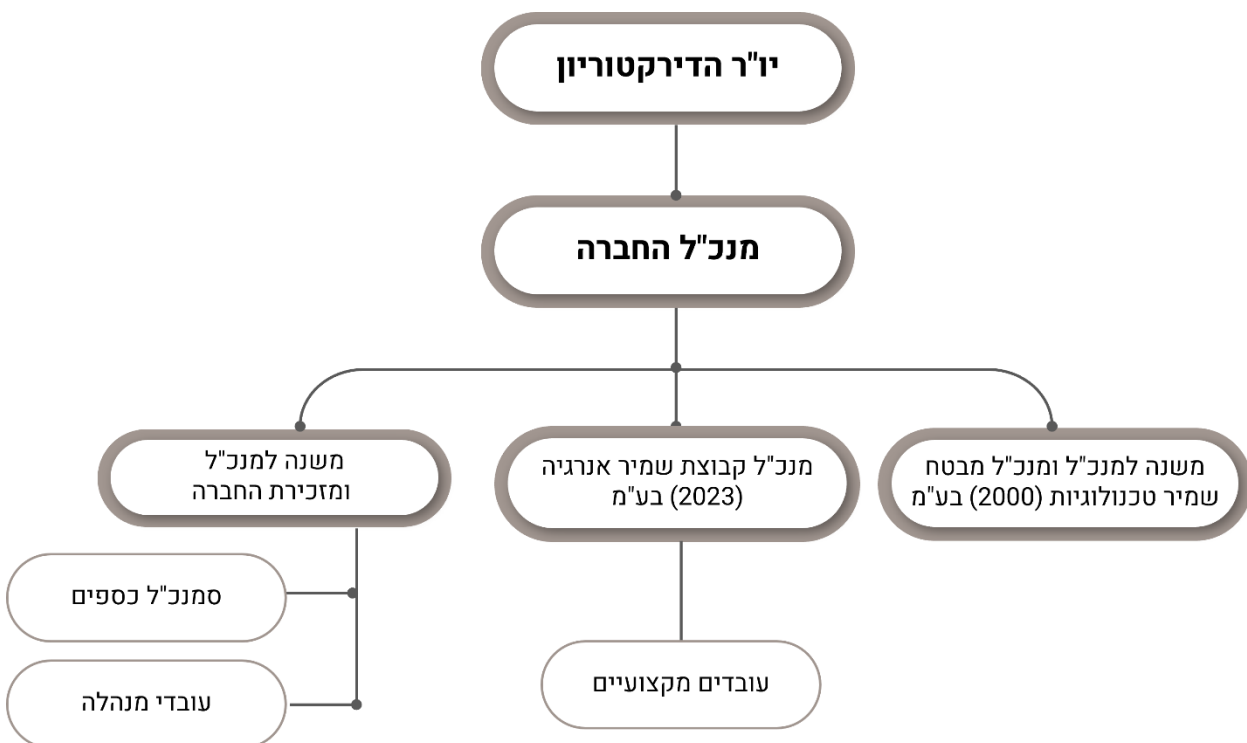 יו"ר הדירקטוריון
מנכ"ל החברה
משנה למנכ"ל ומנכ"ל מבטח
שמיר טכנולוגיות (2000) בע"מ
מנכ"ל קבוצת שמיר אנרגיה
(2023) בע"מ
משנה למנכ"ל
ומזכירת החברה
עובדים מקצועיים
סמנכ"ל כספים
עובדי מנהלה